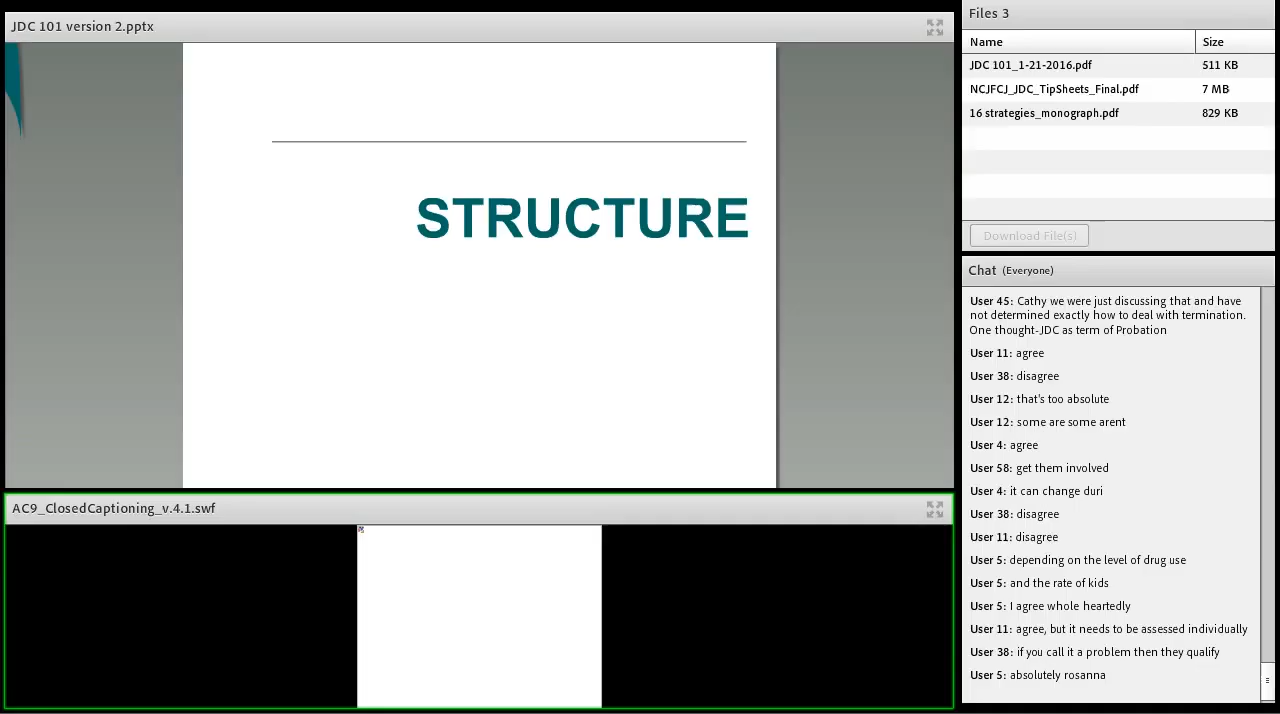 JDC 101 version 2.pptx
STRUCTURE
AC9_ClosedCaptioning_v.4.1.swf
Files 3
Name Size
JDC 101_1-21-2016.pdf 511 KB
NCJFCJ_JDC_TipSheets_Final.pdf 7 MB
16 strategies_monograph.pdf 829 KB
Download File(s)
Chat (Everyone)
User 45: Cathy we were just discussing that and have
not determined exactly how to deal with termination.
One thought-JDC as term of Probation
User 11: agree
User 38: disagree
User 12: that's too absolute
User 12: some are some arent
User 4: agree
User 58: get them involved
User 4: it can change duri
User 38: disagree
User 11: disagree
User 5: depending on the level of drug use
User 5: and the rate of kids
User 5: I agree whole heartedly
User 11: agree, but it needs to be assessed individually
User 38: if you call it a problem then they qualify
User 5: absolutely rosanna